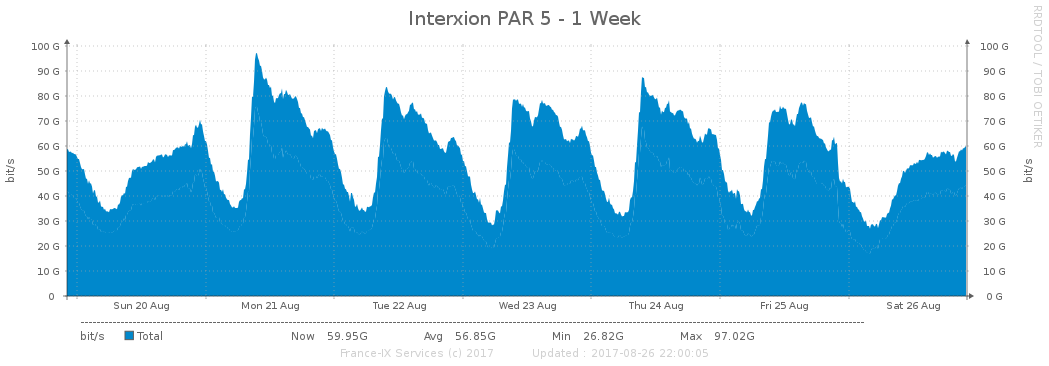 Interxion PAR 5 - 1 Week
RRDTOOL / TOBI OETIKER
100 G 100 G
90 G 90 G
80 G 80 G
70 G 70 G
60 G 60 G
50 G 50 G
40 G 40 G
30 G 30 G
20 G 20 G
10 G 10 G
0 0 G
bit/s bit/s
Sun 20 Aug Mon 21 Aug Tue 22 Aug Wed 23 Aug Thu 24 Aug Fri 25 Aug Sat 26 Aug
bit/s Total Now 59.95G Avg 56.85G Min 26.82G Max 97.02G
France-IX Services (c) 2017 Updated : 2017-08-26 22:00:05